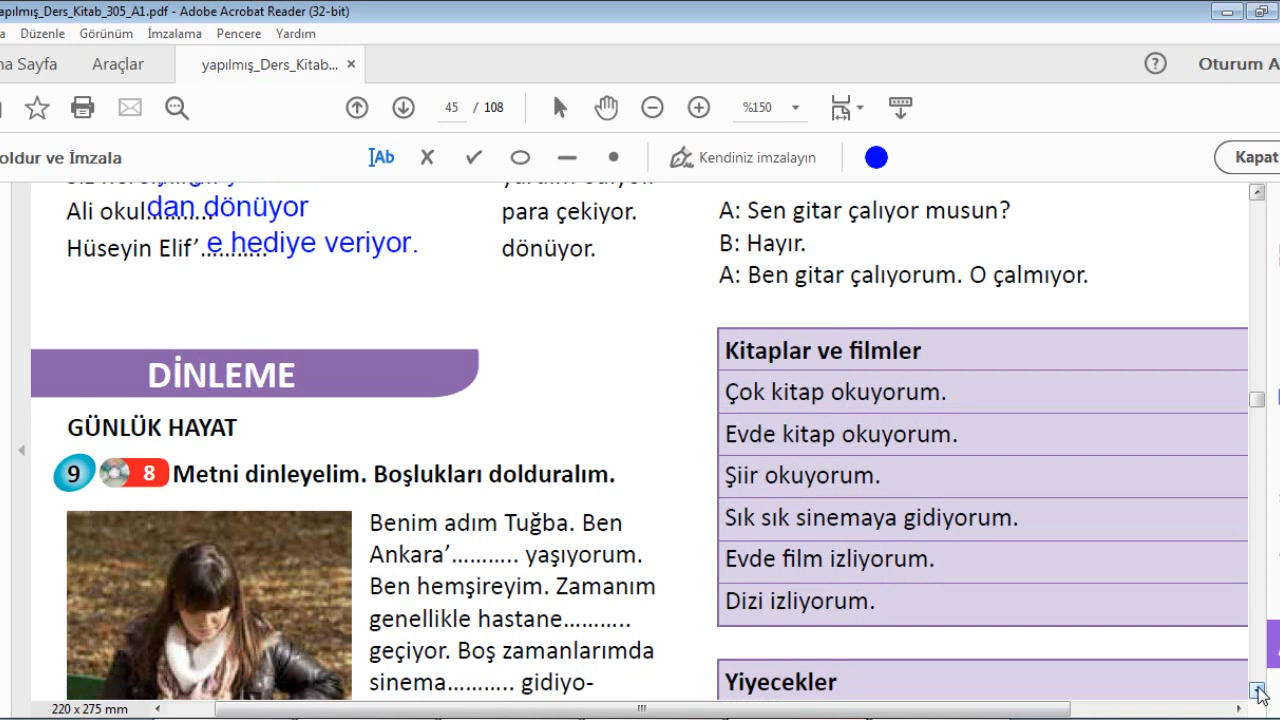 apılmış_Ders_Kitab_305_A1.pdf - Adobe Acrobat Reader (32-bit)
Düzenle Görünüm İmzalama Pencere Yardım
na Sayfa Araçlar yapılmış_Ders_Kitab... × ? Oturum A
45 / 108 %150
oldur ve İmzala Ab Kendiniz imzalayın Kapat
Ali okul..........dan dönüyor
Hüseyin Elif’..........e hediye veriyor.
para çekiyor.
dönüyor.
DİNLEME
GÜNLÜK HAYAT
9 8 Metni dinleyelim. Boşlukları dolduralım.
Benim adım Tuğba. Ben
Ankara’.......... yaşıyorum.
Ben hemşireyim. Zamanım
genellikle hastane..........
geçiyor. Boş zamanlarımda
sinema.......... gidiyo-
A: Sen gitar çalıyor musun?
B: Hayır.
A: Ben gitar çalıyorum. O çalmıyor.
Kitaplar ve filmler
Çok kitap okuyorum.
Evde kitap okuyorum.
Şiir okuyorum.
Sık sık sinemaya gidiyorum.
Evde film izliyorum.
Dizi izliyorum.
Yiyecekler
220 x 275 mm